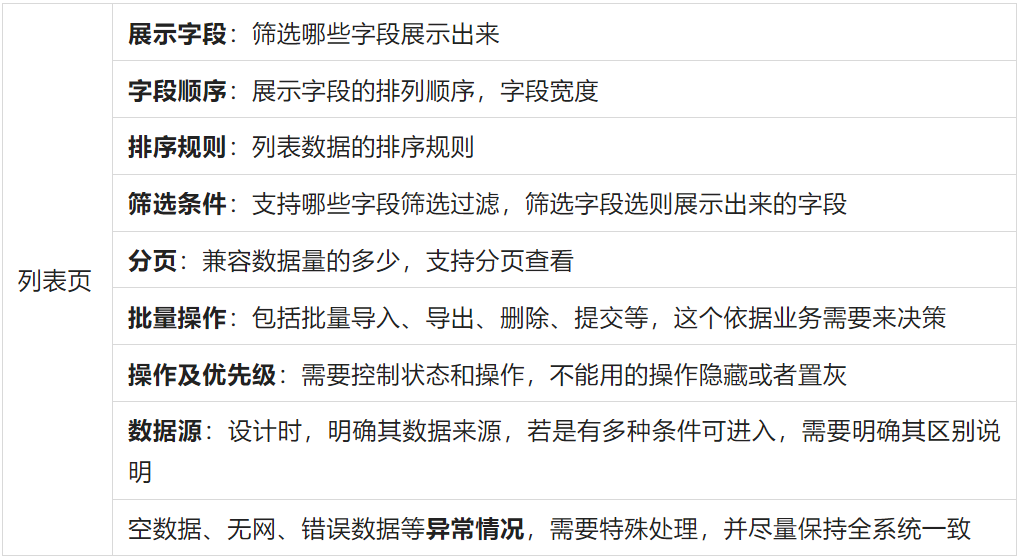 列表页
展示字段：筛选哪些字段展示出来
字段顺序：展示字段的排列顺序，字段宽度
排序规则：列表数据的排序规则
筛选条件：支持哪些字段筛选过滤，筛选字段选则展示出来的字段
分页：兼容数据量的多少，支持分页查看
批量操作：包括批量导入、导出、删除、提交等，这个依据业务需要来决策
操作及优先级：需要控制状态和操作，不能用的操作隐藏或者置灰
数据源：设计时，明确其数据来源，若是有多种条件可进入，需要明确其区别说
明
空数据、无网、错误数据等异常情况，需要特殊处理，并尽量保持全系统一致